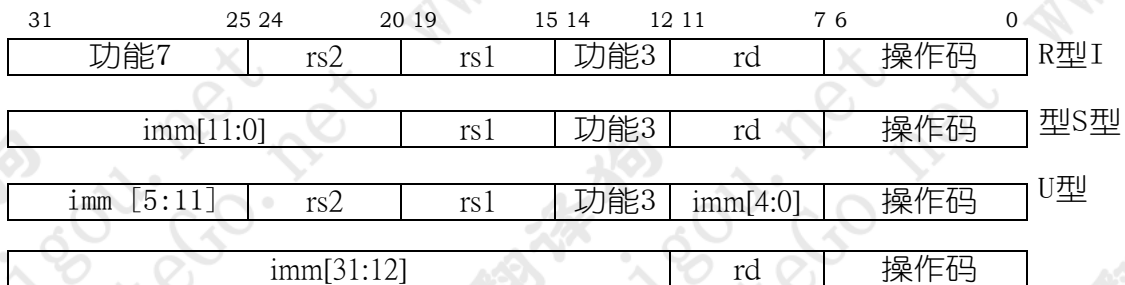 31 25 24 20 19 15 14 12 11 7 6 0
功能7 rs2 rs1 功能3 rd 操作码 R型I
imm[11:0] rs1 功能3 rd 操作码 型S型
imm [5:11] rs2 rs1 功能3 imm[4:0] 操作码 U型
imm[31:12] rd 操作码